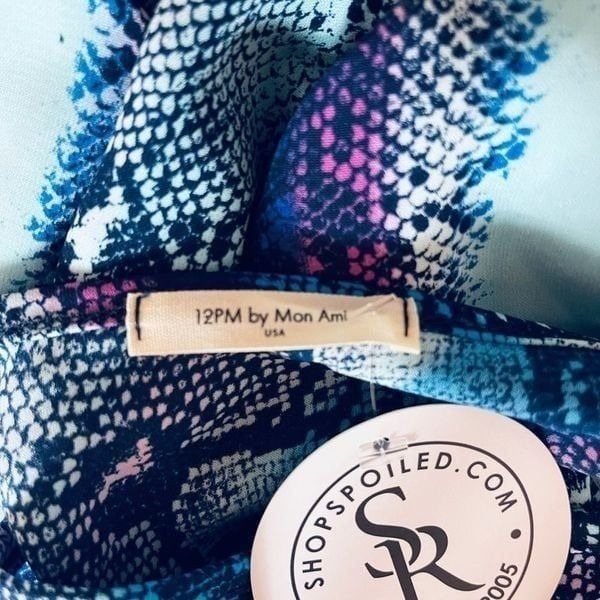 12PM by Mon Ami
USA
SHOPSPOILED.COM
SR
2005